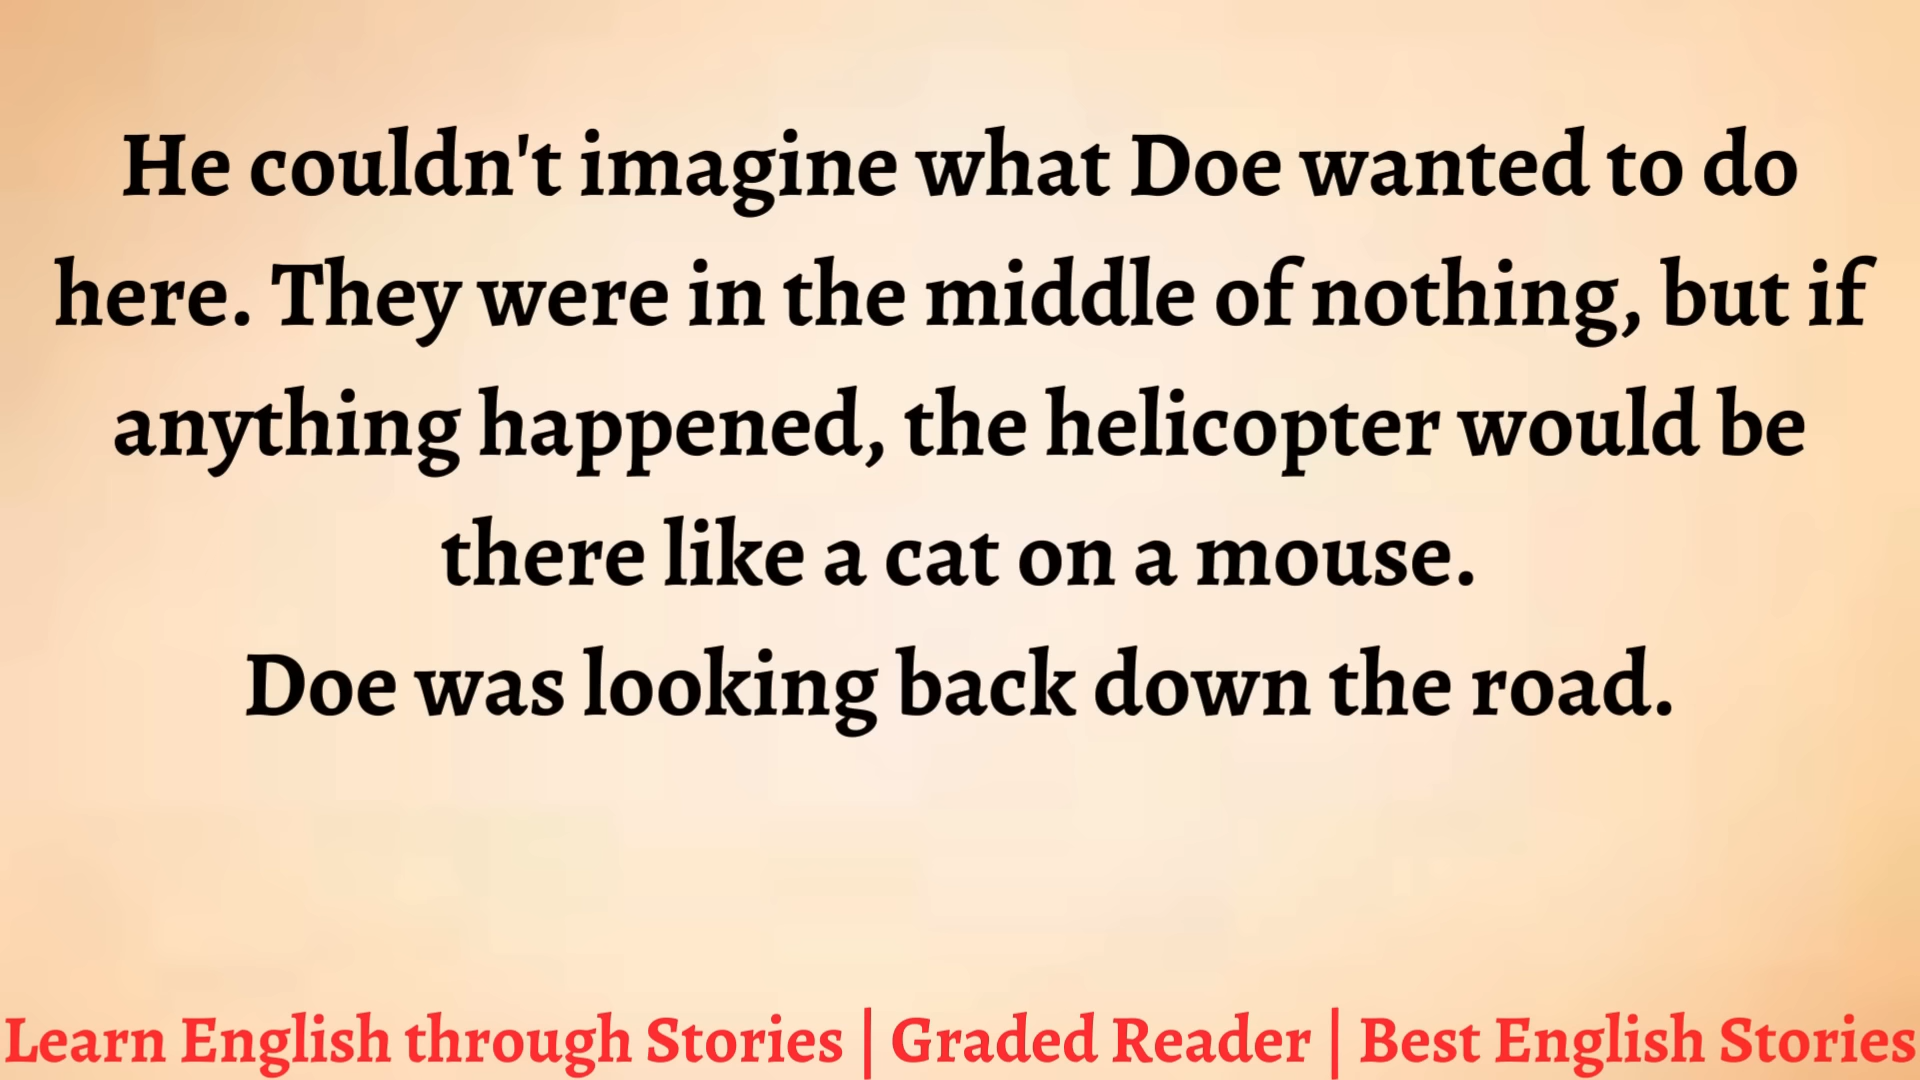 He couldn't imagine what Doe wanted to do
here. They were in the middle of nothing, but if
anything happened, the helicopter would be
there like a cat on a mouse.
Doe was looking back down the road.
Learn English through Stories | Graded Reader | Best English Stories